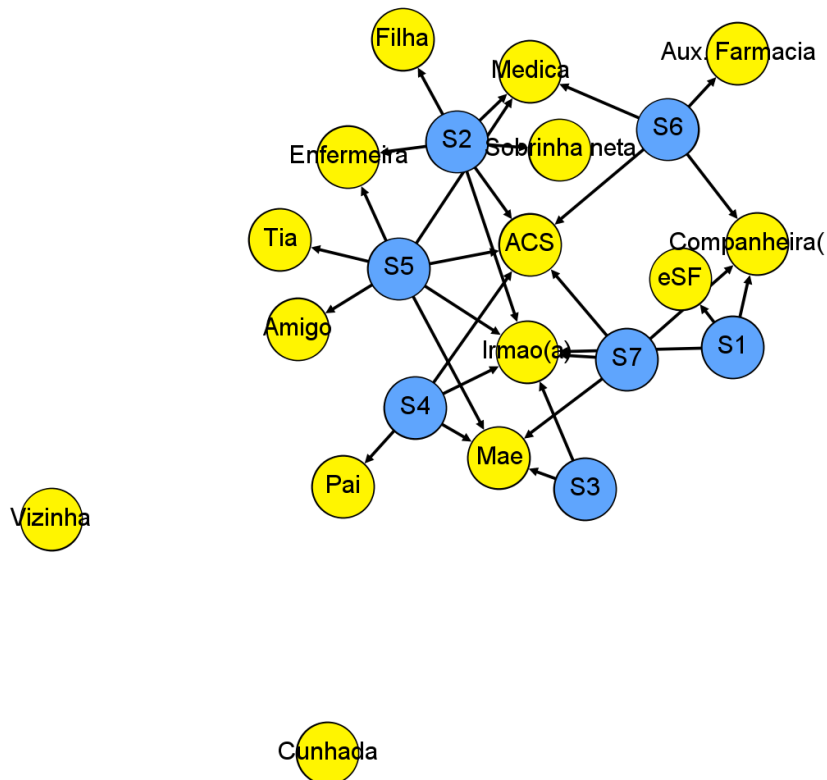 Filha
Aux. Farmacia
Medica
S6
S2
Sobrinha neta
Enfermeira
Tia
ACS
Companheira(
S5
eSF
Amigo
Irmao(a)
S7
S1
S4
Mae
Pai
S3
Vizinha
Cunhada